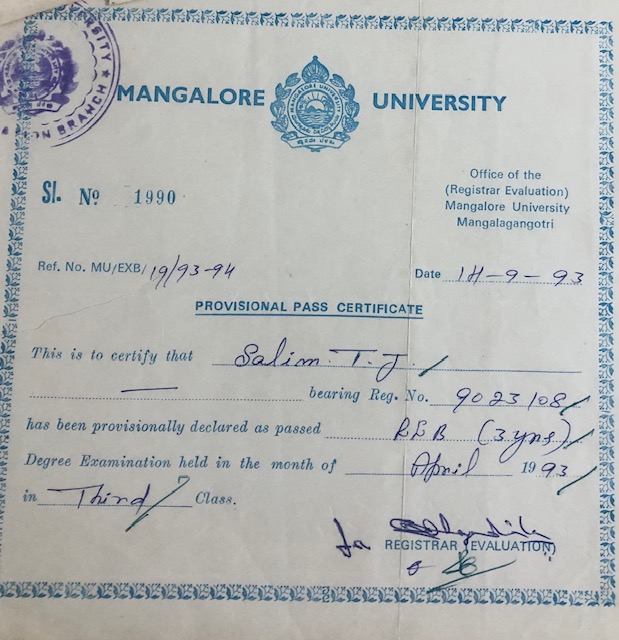 MANGALORE UNIVERSITY
Sl. No 1990
Office of the
(Registrar Evaluation)
Mangalore University
Mangalagangotri
Ref. No. MU/EXB/ 19/93-94
Date 14-9-93
PROVISIONAL PASS CERTIFICATE
This is to certify that Salim. T. J.
bearing Reg. No. 9023108
has been provisionally declared as passed LLB (3 yrs)
Degree Examination held in the month of April 1993
in Third Class.
REGISTRAR (EVALUATION)